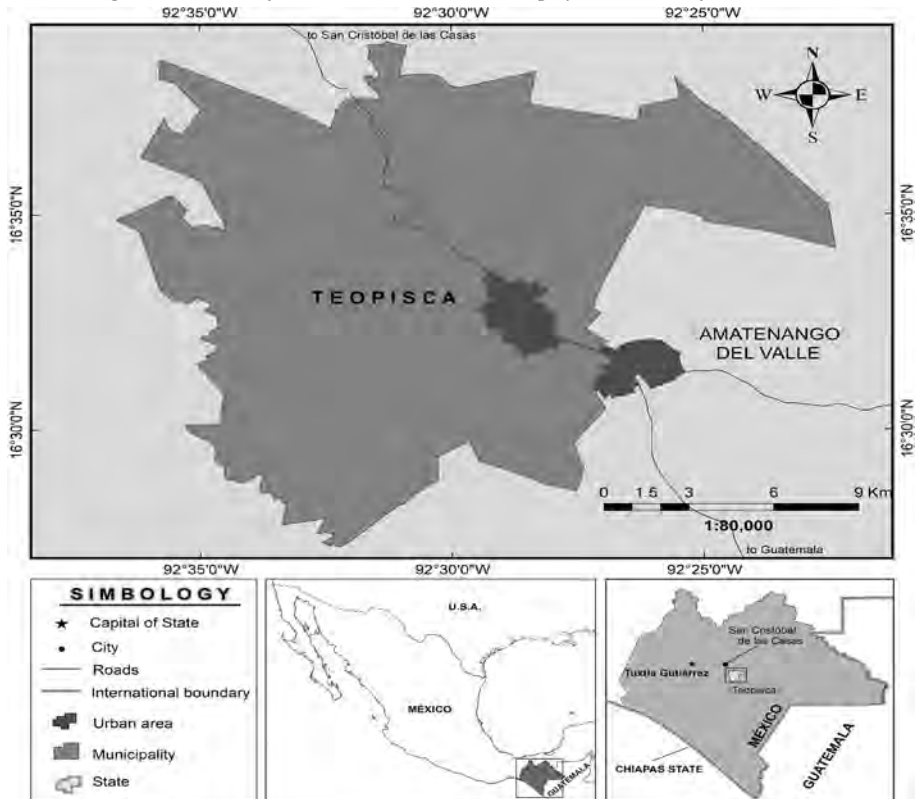 92°35'0"W 92°30'0"W 92°25'0"W
to San Cristóbal de las Casas
N
W E
S
16°35'0"N 16°35'0"N
TEOPISCA
AMATENANGO
DEL VALLE
16°30'0"N 16°30'0"N
0 1.5 3 6 9 Km
1:80,000
to Guatemala
92°35'0"W 92°30'0"W 92°25'0"W
SIMBOLOGY
Capital of State
City
Roads
International boundary
Urban area
Municipality
State
U.S.A.
MÉXICO
GUATEMALA
San Cristóbal
de las Casas
Tuxtla Gutiérrez
Teopisca
MÉXICO
GUATEMALA
CHIAPAS STATE